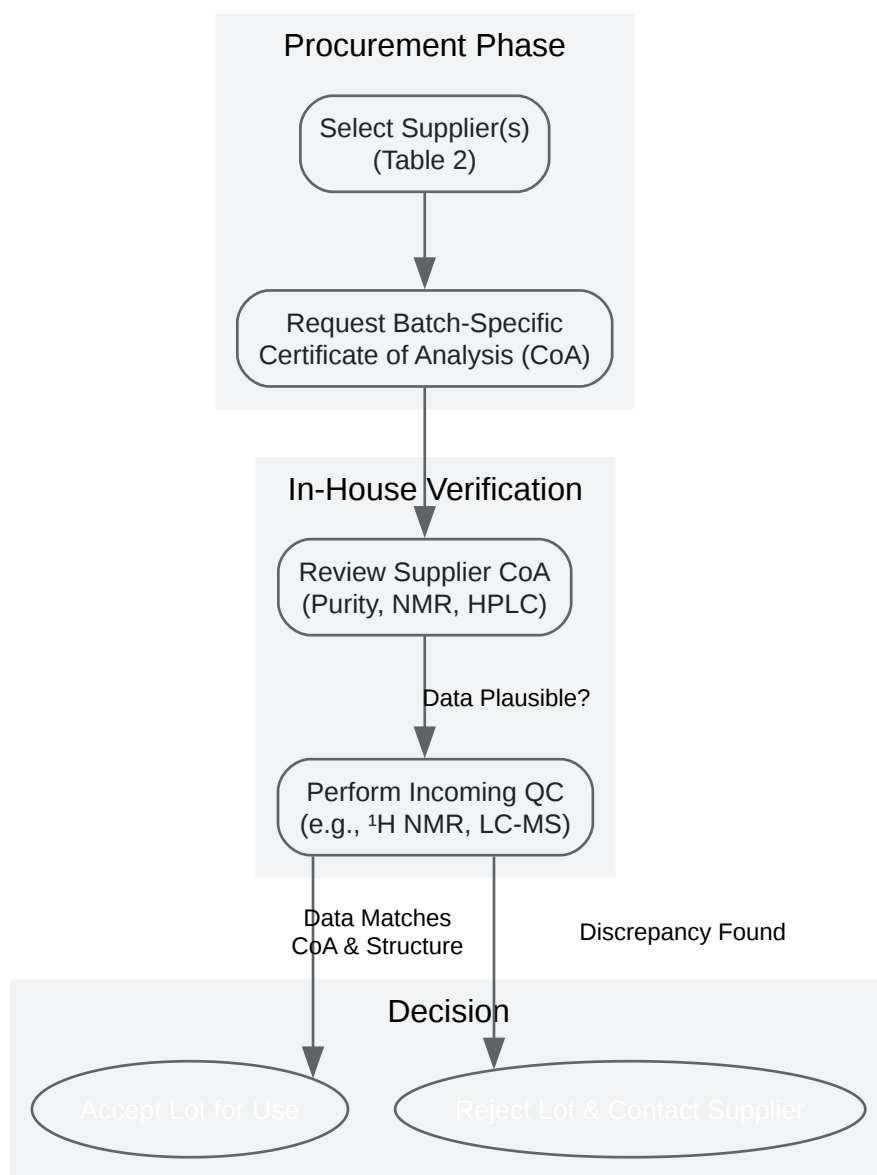 Procurement Phase
Select Supplier(s)
(Table 2)
Request Batch-Specific
Certificate of Analysis (CoA)
In-House Verification
Review Supplier CoA
(Purity, NMR, HPLC)
Data Plausible?
Perform Incoming QC
(e.g., ¹H NMR, LC-MS)
Data Matches
CoA & Structure
Discrepancy Found
Decision
Accept Lot for Use
Reject Lot & Contact Supplier